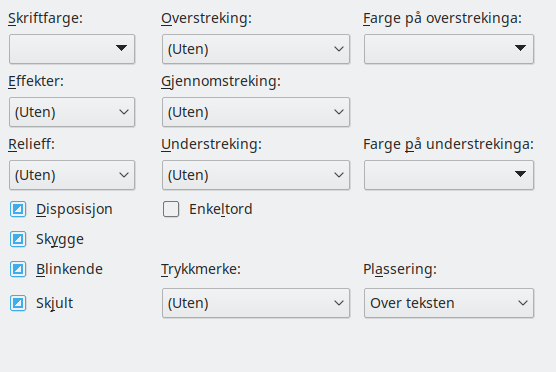 Skriftfarge: Overstreking: Farge på overstrekinga:
(Uten)
Effekter: Gjennomstreking:
(Uten) (Uten)
Relieff: Understreking: Farge på understrekinga:
(Uten) (Uten)
Disposisjon Enkeltord
Skygge
Blinkende Trykkmerke: Plassering:
Skjult (Uten) Over teksten